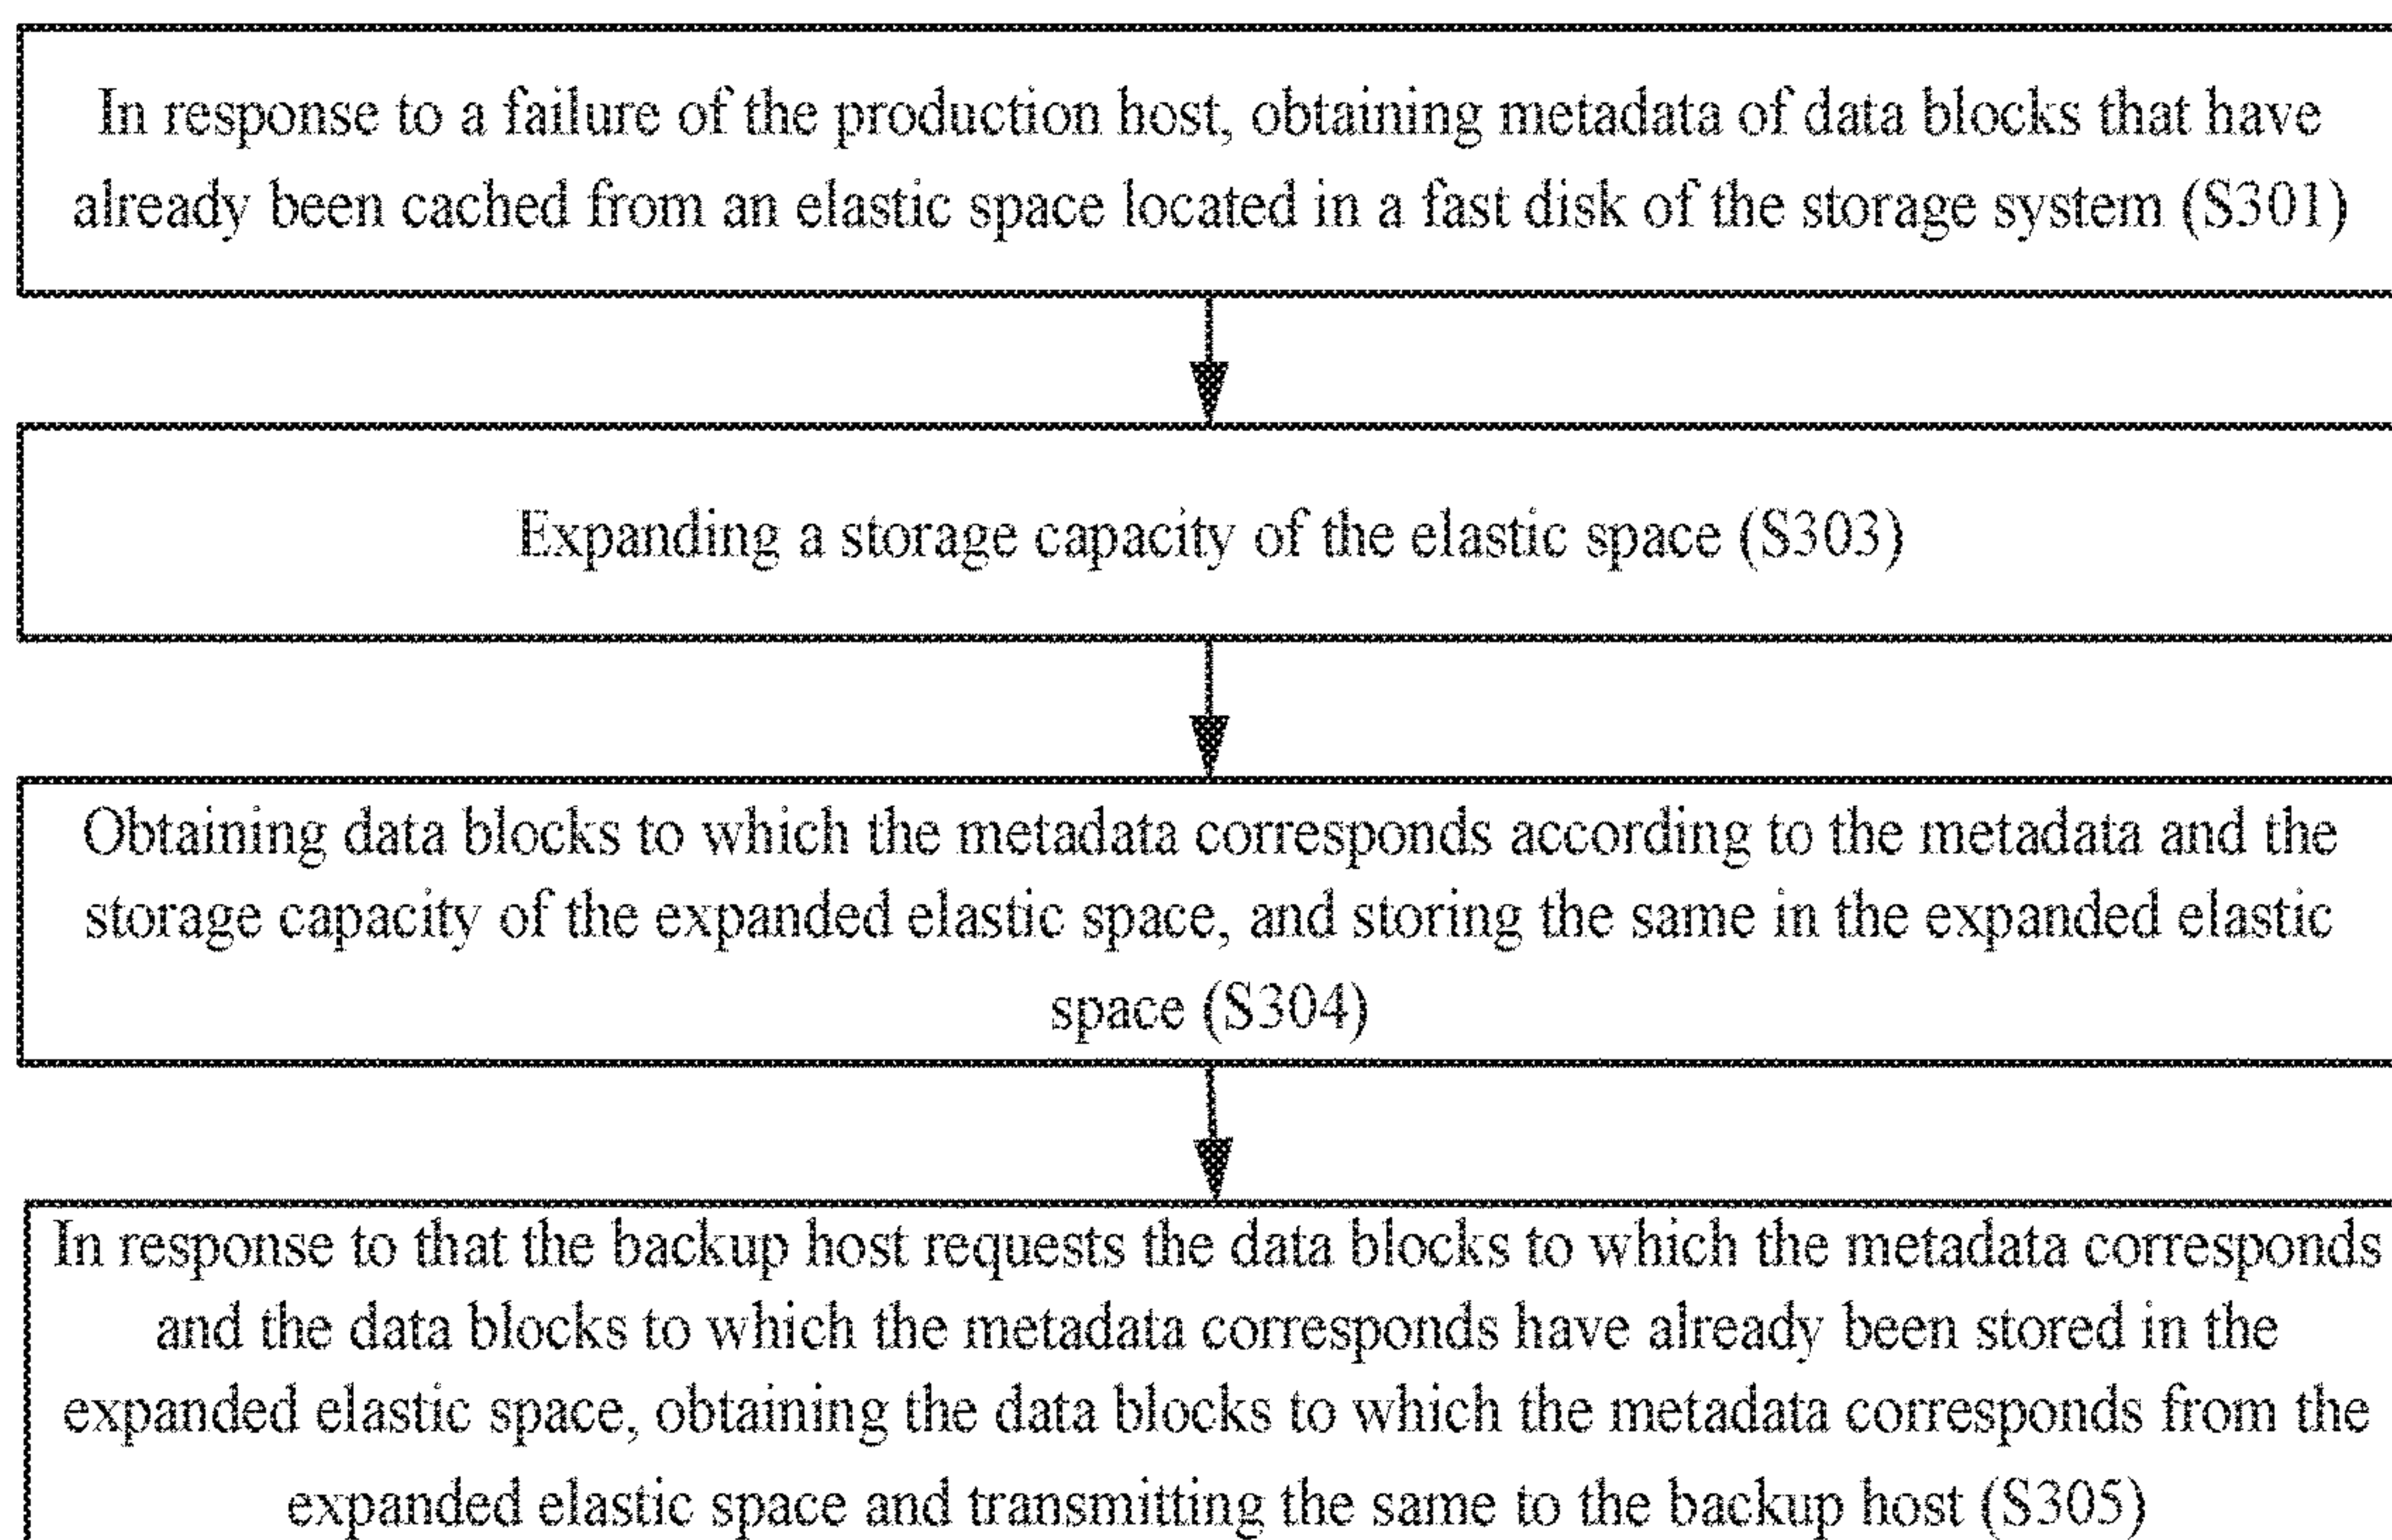 In response to a failure of the production host, obtaining metadata of data blocks that have
already been cached from an elastic space located in a fast disk of the storage system (S301)
Expanding a storage capacity of the elastic space (S303)
Obtaining data blocks to which the metadata corresponds according to the metadata and the
storage capacity of the expanded elastic space, and storing the same in the expanded elastic
space (S304)
In response to that the backup host requests the data blocks to which the metadata corresponds
and the data blocks to which the metadata corresponds have already been stored in the
expanded elastic space, obtaining the data blocks to which the metadata corresponds from the
expanded elastic space and transmitting the same to the backup host (S305)